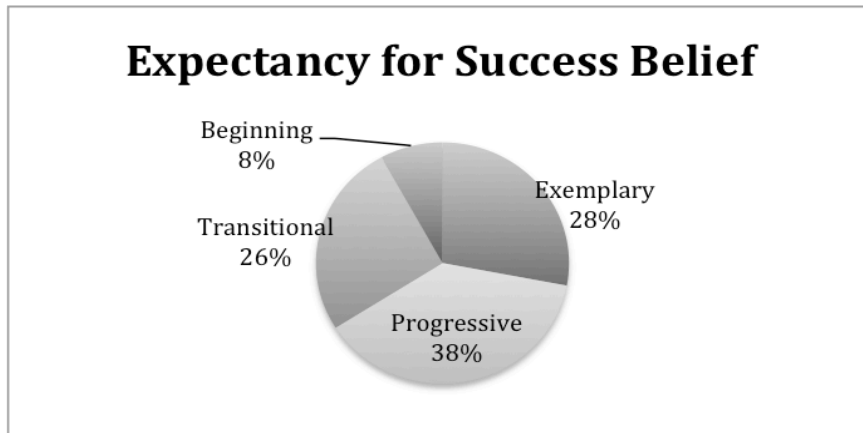 Expectancy for Success Belief
Beginning
8%
Exemplary
28%
Transitional
26%
Progressive
38%